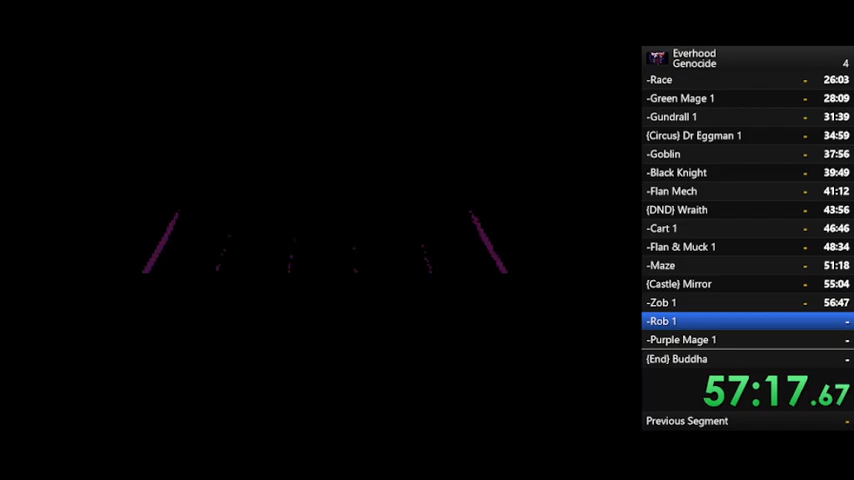 Everhood
Genocide 4
-Race - 26:03
-Green Mage 1 - 28:09
-Gundrall 1 - 31:39
{Circus} Dr Eggman 1 - 34:59
-Goblin - 37:56
-Black Knight - 39:49
-Flan Mech - 41:12
{DND} Wraith - 43:56
-Cart 1 - 46:46
-Flan & Muck 1 - 48:34
-Maze - 51:18
{Castle} Mirror - 55:04
-Zob 1 - 56:47
-Rob 1 -
-Purple Mage 1 -
{End} Buddha -
57:17.67
Previous Segment -